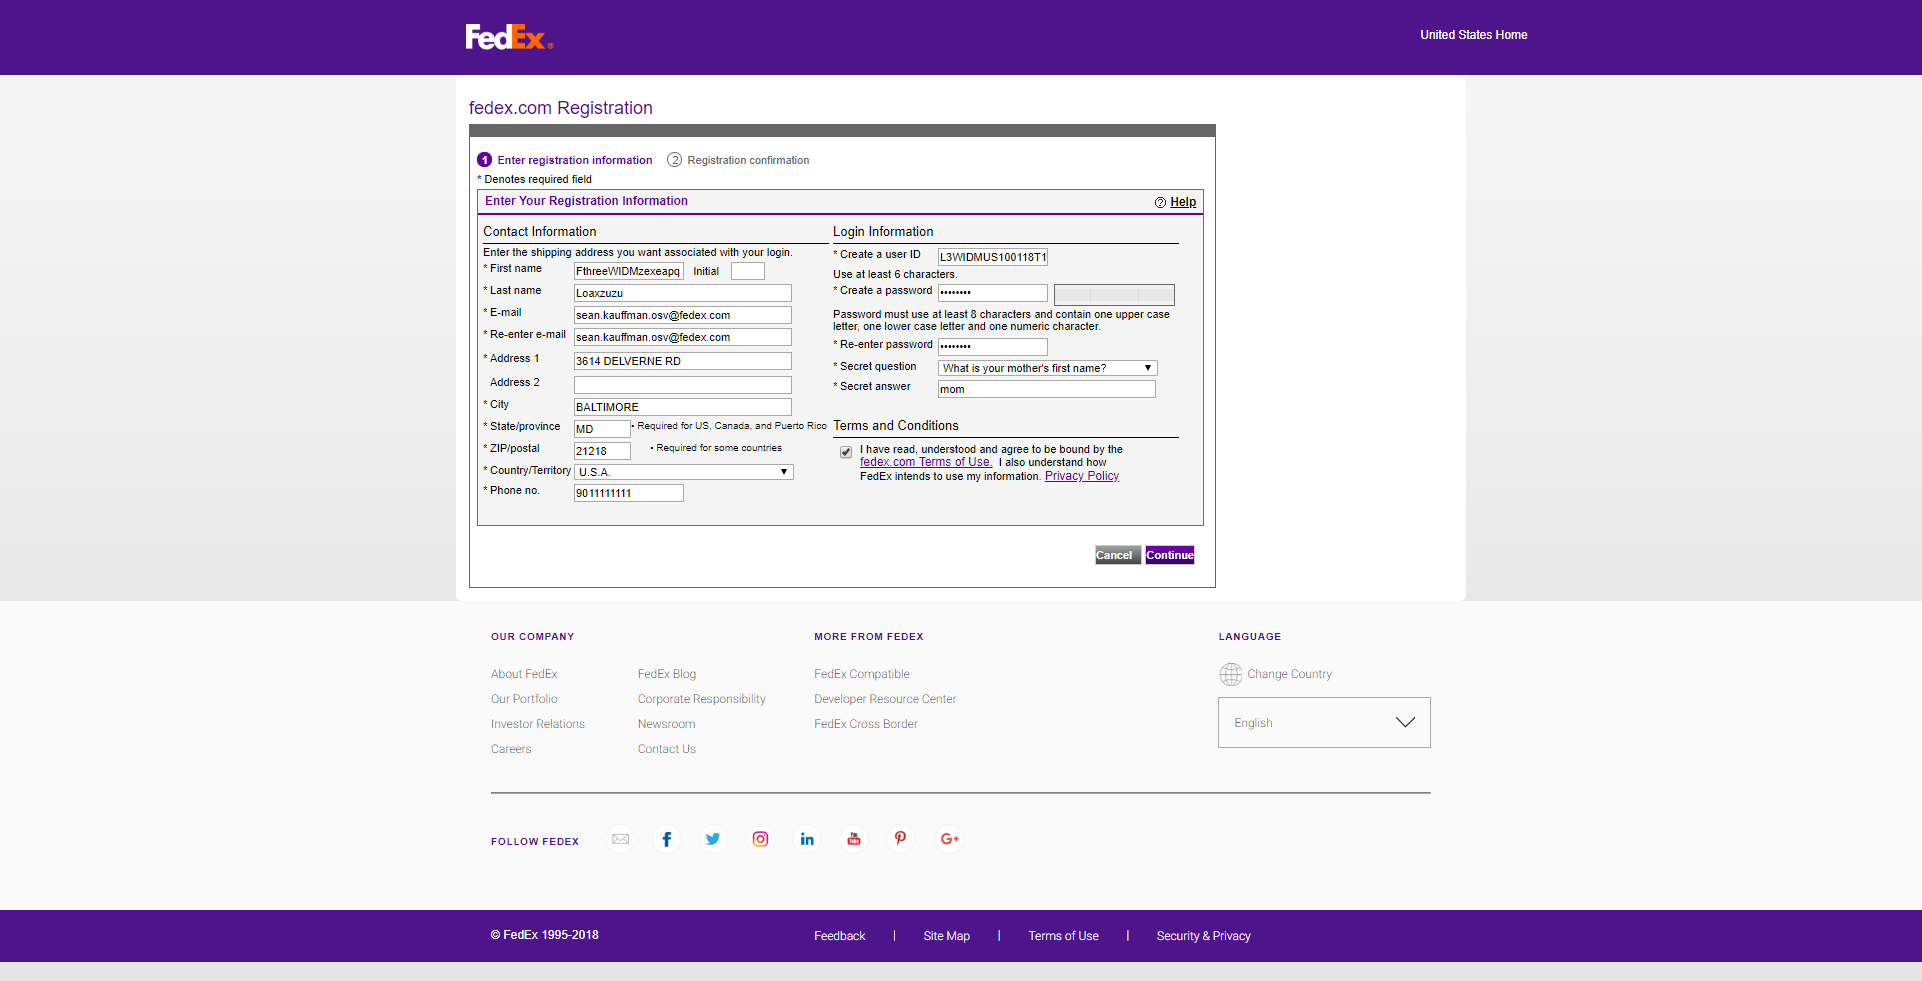 FedEx®
United States Home
fedex.com Registration
1 Enter registration information 2 Registration confirmation
* Denotes required field
Enter Your Registration Information
? Help
Contact Information
Enter the shipping address you want associated with your login.
* First name FthreeWIDMzexeapq Initial
* Last name Loaxzuzu
* E-mail sean.kauffman.osv@fedex.com
* Re-enter e-mail sean.kauffman.osv@fedex.com
* Address 1 3614 DELVERNE RD
Address 2
* City BALTIMORE
* State/province MD • Required for US, Canada, and Puerto Rico
* ZIP/postal 21218 • Required for some countries
* Country/Territory U.S.A.
* Phone no. 9011111111
Login Information
* Create a user ID L3WIDMUS100118T1
Use at least 6 characters.
* Create a password ••••••••
Password must use at least 8 characters and contain one upper case
letter, one lower case letter and one numeric character.
* Re-enter password ••••••••
* Secret question What is your mother's first name?
* Secret answer mom
Terms and Conditions
I have read, understood and agree to be bound by the
fedex.com Terms of Use. I also understand how
FedEx intends to use my information. Privacy Policy
Cancel Continue
OUR COMPANY
About FedEx
Our Portfolio
Investor Relations
Careers
FedEx Blog
Corporate Responsibility
Newsroom
Contact Us
MORE FROM FEDEX
FedEx Compatible
Developer Resource Center
FedEx Cross Border
LANGUAGE
Change Country
English
FOLLOW FEDEX
© FedEx 1995-2018
Feedback | Site Map | Terms of Use | Security & Privacy